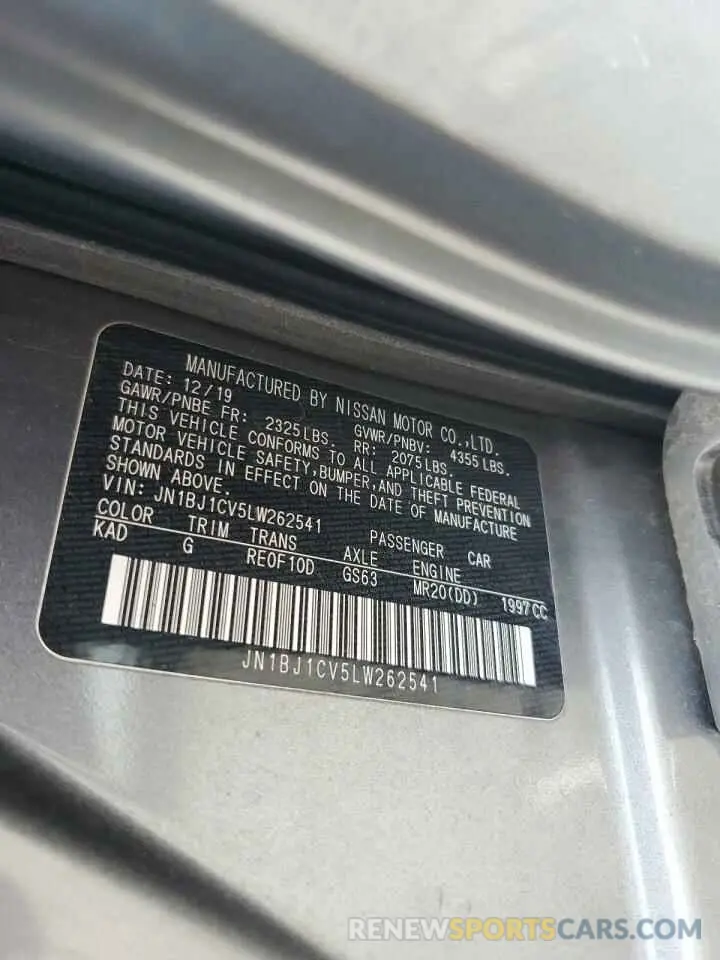 MANUFACTURED BY NISSAN MOTOR CO.,LTD.
DATE: 12/19
GAWR/PNBE FR: 2325LBS. GVWR/PNBV: 4355LBS.
RR: 2075LBS.
THIS VEHICLE CONFORMS TO ALL APPLICABLE FEDERAL
MOTOR VEHICLE SAFETY,BUMPER,AND THEFT PREVENTION
STANDARDS IN EFFECT ON THE DATE OF MANUFACTURE
SHOWN ABOVE.
VIN: JN1BJ1CV5LW262541 PASSENGER CAR
COLOR TRIM TRANS AXLE ENGINE
KAD G RE0F10D GS63 MR20(DD) 1997CC
JN1BJ1CV5LW262541
RENEWSPORTSCARS.COM